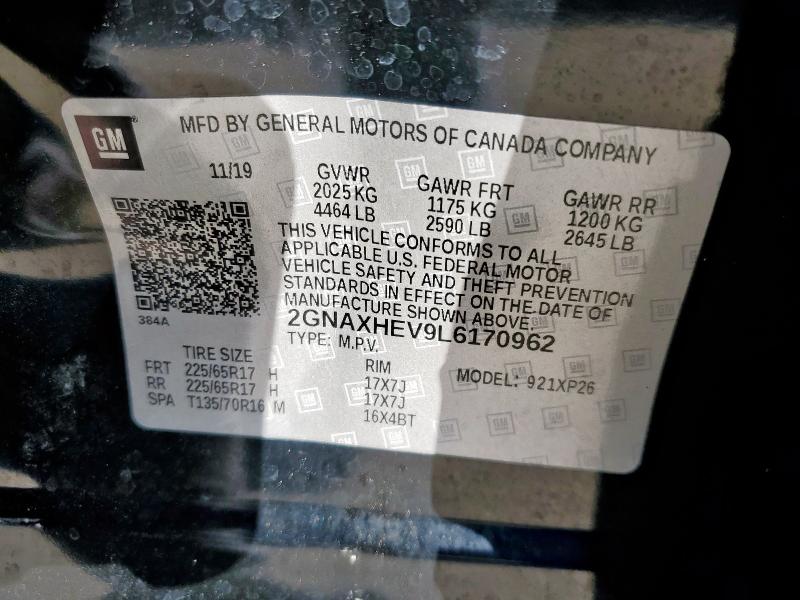 GM MFD BY GENERAL MOTORS OF CANADA COMPANY
11/19 GVWR GAWR FRT GAWR RR
2025 KG 1175 KG 1200 KG
4464 LB 2590 LB 2645 LB
THIS VEHICLE CONFORMS TO ALL
APPLICABLE U.S. FEDERAL MOTOR
VEHICLE SAFETY AND THEFT PREVENTION
STANDARDS IN EFFECT ON THE DATE OF
MANUFACTURE SHOWN ABOVE.
384A
2GNAXHEV9L6170962
TYPE: M.P.V. MODEL: 921XP26
TIRE SIZE RIM
FRT 225/65R17 H 17X7J
RR 225/65R17 H 17X7J
SPA T135/70R16 M 16X4BT